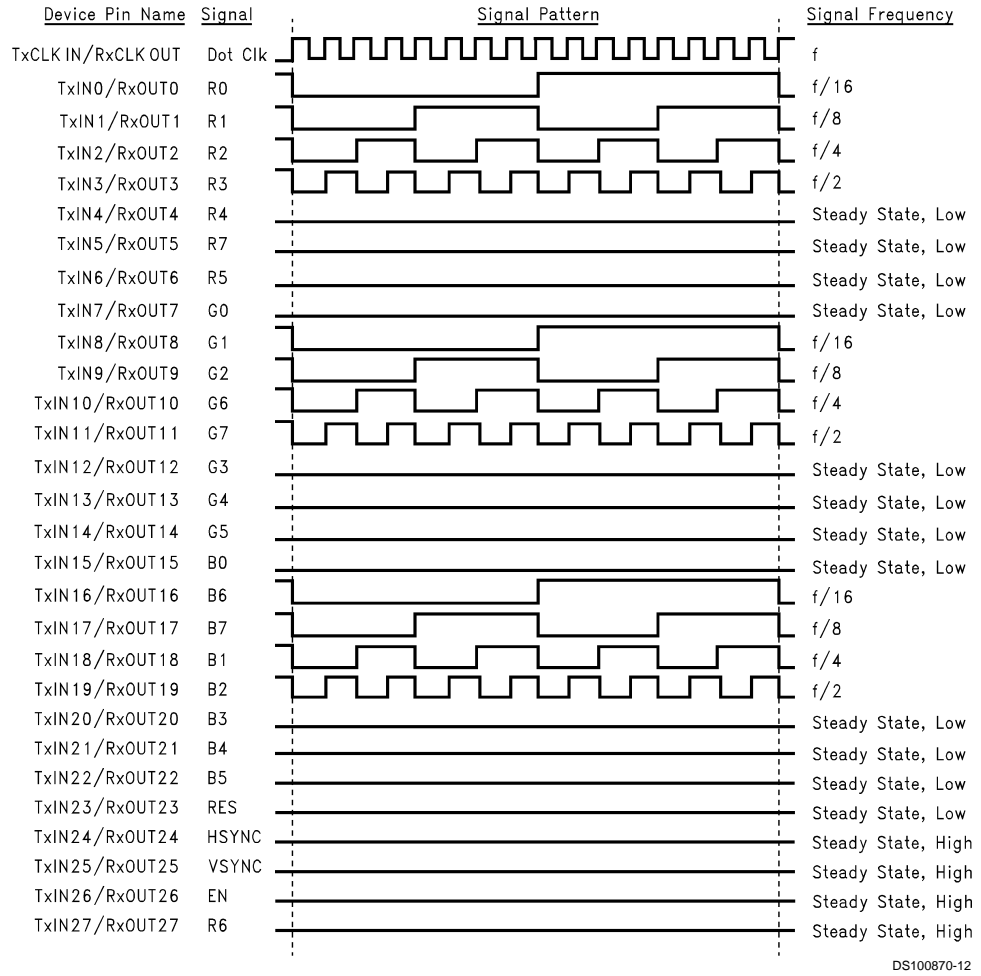 Device Pin Name Signal Signal Pattern Signal Frequency
TxCLK IN/RxCLK OUT Dot Clk f
TxIN0/RxOUT0 R0 f/16
TxIN1/RxOUT1 R1 f/8
TxIN2/RxOUT2 R2 f/4
TxIN3/RxOUT3 R3 f/2
TxIN4/RxOUT4 R4 Steady State, Low
TxIN5/RxOUT5 R7 Steady State, Low
TxIN6/RxOUT6 R5 Steady State, Low
TxIN7/RxOUT7 G0 Steady State, Low
TxIN8/RxOUT8 G1 f/16
TxIN9/RxOUT9 G2 f/8
TxIN10/RxOUT10 G6 f/4
TxIN11/RxOUT11 G7 f/2
TxIN12/RxOUT12 G3 Steady State, Low
TxIN13/RxOUT13 G4 Steady State, Low
TxIN14/RxOUT14 G5 Steady State, Low
TxIN15/RxOUT15 B0 Steady State, Low
TxIN16/RxOUT16 B6 f/16
TxIN17/RxOUT17 B7 f/8
TxIN18/RxOUT18 B1 f/4
TxIN19/RxOUT19 B2 f/2
TxIN20/RxOUT20 B3 Steady State, Low
TxIN21/RxOUT21 B4 Steady State, Low
TxIN22/RxOUT22 B5 Steady State, Low
TxIN23/RxOUT23 RES Steady State, Low
TxIN24/RxOUT24 HSYNC Steady State, High
TxIN25/RxOUT25 VSYNC Steady State, High
TxIN26/RxOUT26 EN Steady State, High
TxIN27/RxOUT27 R6 Steady State, High
DS100870-12